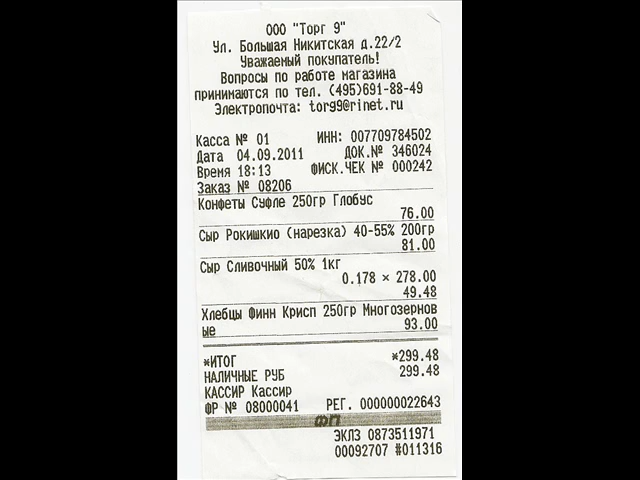 ООО "Торг 9"
Ул. Большая Никитская д.22/2
Уважаемый покупатель!
Вопросы по работе магазина
принимаются по тел. (495)691-88-49
Электропочта: torg9@rinet.ru
Касса № 01 ИНН: 007709784502
Дата 04.09.2011 ДОК.№ 346024
Время 18:13 ФИСК.ЧЕК № 000242
Заказ № 08206
Конфеты Суфле 250гр Глобус
76.00
Сыр Рокишкио (нарезка) 40-55% 200гр
81.00
Сыр Сливочный 50% 1кг
0.178 × 278.00
49.48
Хлебцы Финн Крисп 250гр Многозернов
ые 93.00
*ИТОГ *299.48
НАЛИЧНЫЕ РУБ 299.48
КАССИР Кассир
ФР № 08000041 РЕГ. 000000022643
ФП
ЭКЛЗ 0873511971
00092707 #011316